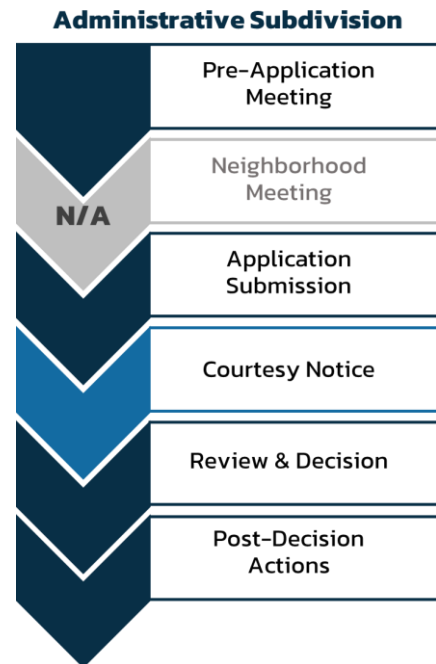 Administrative Subdivision
Pre-Application
Meeting
N/A
Neighborhood
Meeting
Application
Submission
Courtesy Notice
Review & Decision
Post-Decision
Actions